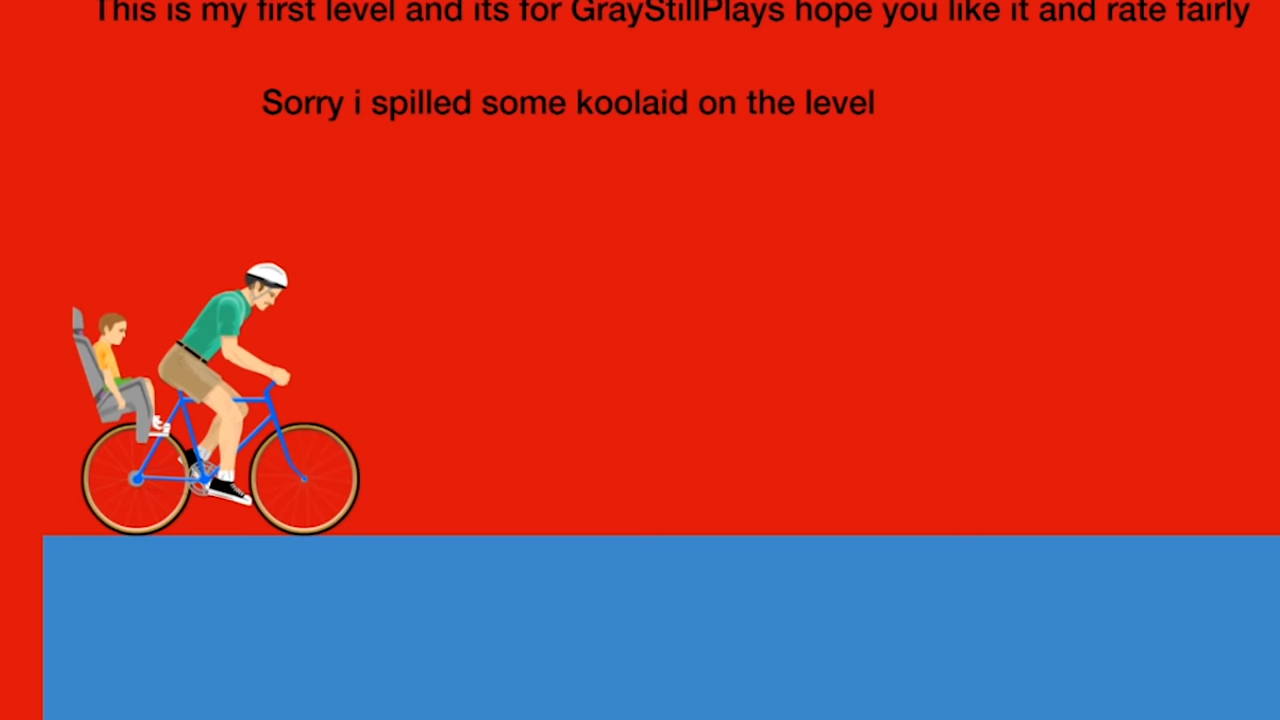 This is my first level and its for GrayStillPlays hope you like it and rate fairly
Sorry i spilled some koolaid on the level